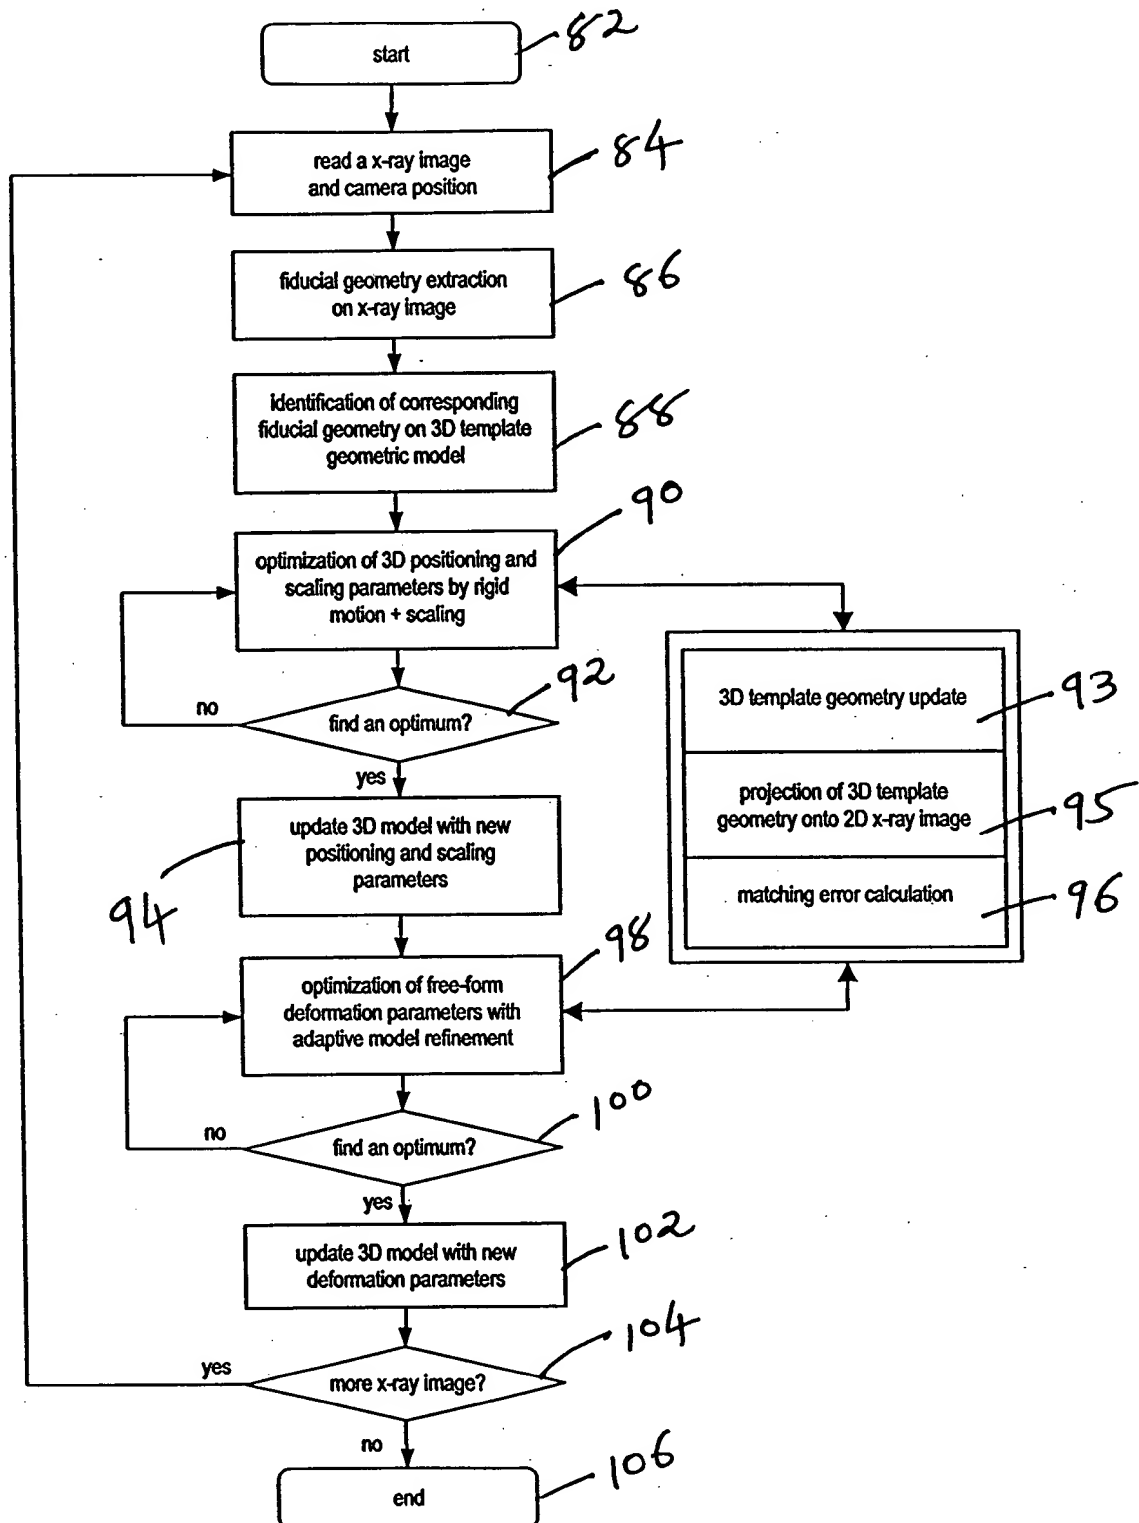 start
82
read a x-ray image
and camera position
84
fiducial geometry extraction
on x-ray image
86
identification of corresponding
fiducial geometry on 3D template
geometric model
88
optimization of 3D positioning and
scaling parameters by rigid
motion + scaling
90
find an optimum?
92
no
yes
3D template geometry update
93
projection of 3D template
geometry onto 2D x-ray image
95
matching error calculation
96
update 3D model with new
positioning and scaling
parameters
94
optimization of free-form
deformation parameters with
adaptive model refinement
98
find an optimum?
100
no
yes
update 3D model with new
deformation parameters
102
more x-ray image?
104
yes
no
end
106